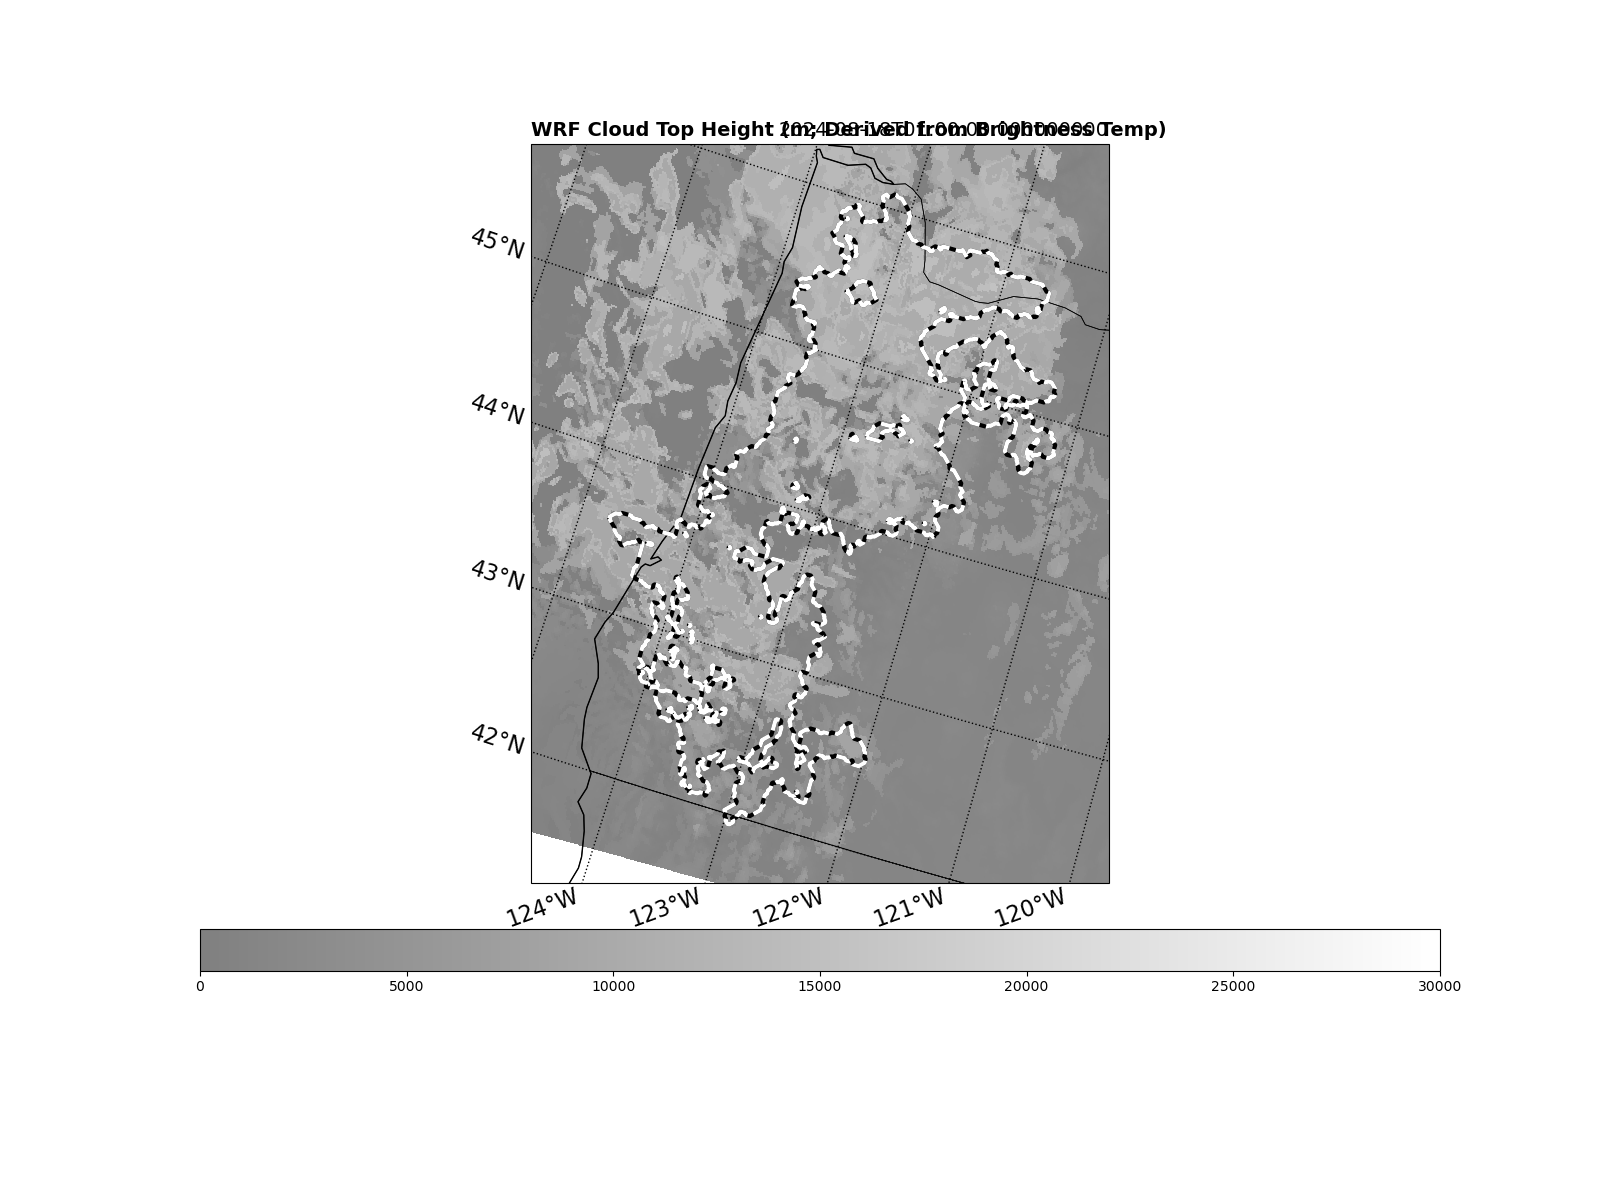 WRF Cloud Top Height (m; Derived from Brightness Temp)
45°N
44°N
43°N
42°N
124°W 123°W 122°W 121°W 120°W
0 5000 10000 15000 20000 25000 30000